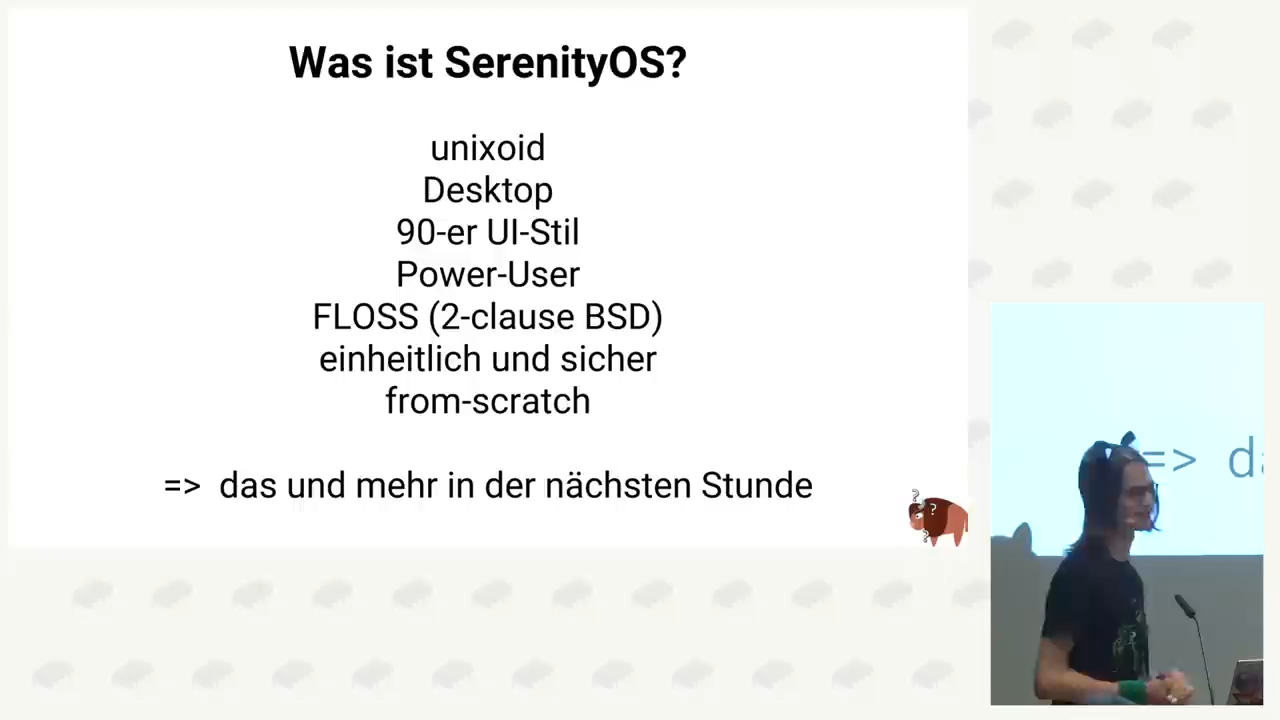 Was ist SerenityOS?
unixoid
Desktop
90-er UI-Stil
Power-User
FLOSS (2-clause BSD)
einheitlich und sicher
from-scratch
=> das und mehr in der nächsten Stunde
? ? ?
=> da